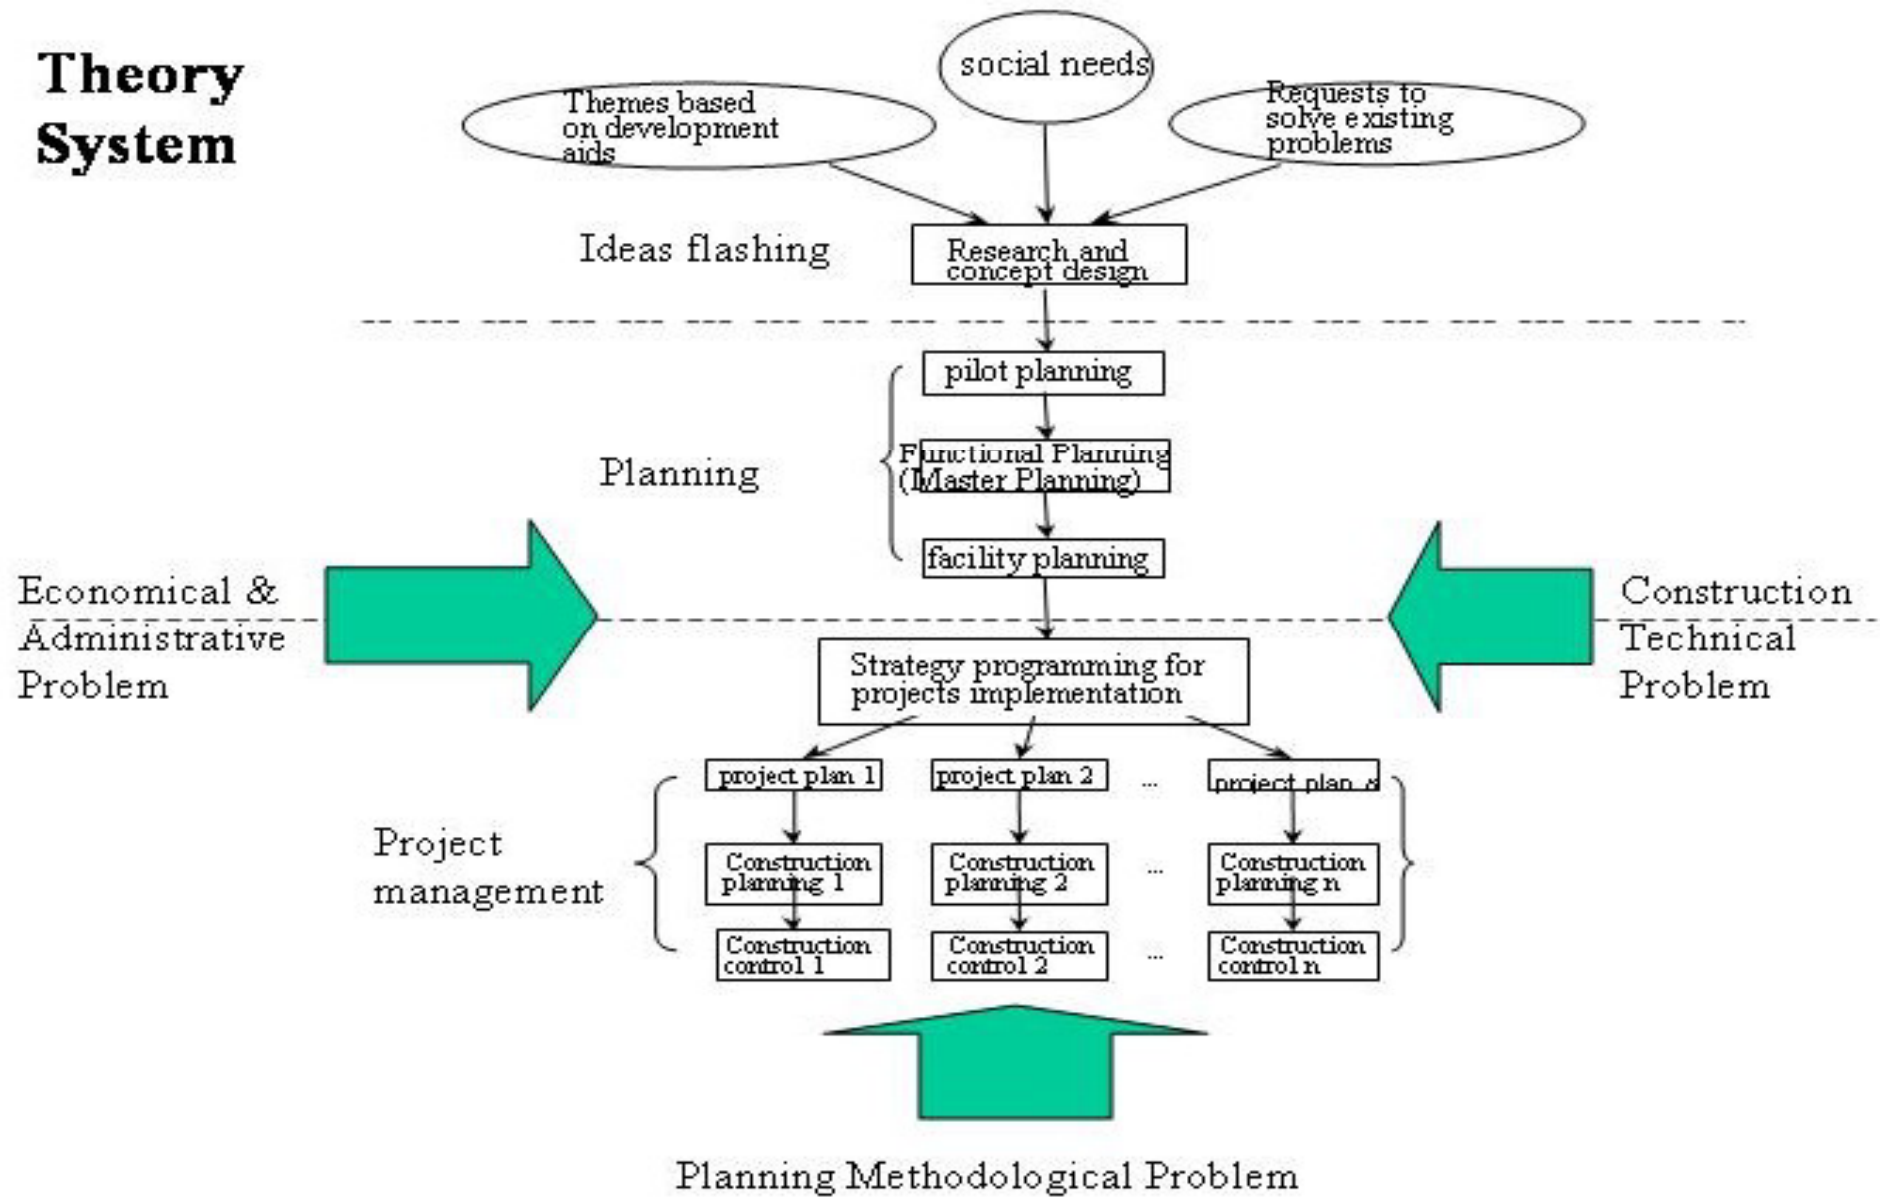 Theory
System
social needs
Themes based
on development
aids
Requests to
solve existing
problems
Ideas flashing
Research and
concept design
pilot planning
Planning
Functional Planning
(Master Planning)
facility planning
Economical &
Administrative
Problem
Construction
Technical
Problem
Strategy programming for
projects implementation
project plan 1
project plan 2
...
project plan
Project
management
Construction
planning 1
Construction
planning 2
...
Construction
planning n
Construction
control 1
Construction
control 2
...
Construction
control n
Planning Methodological Problem